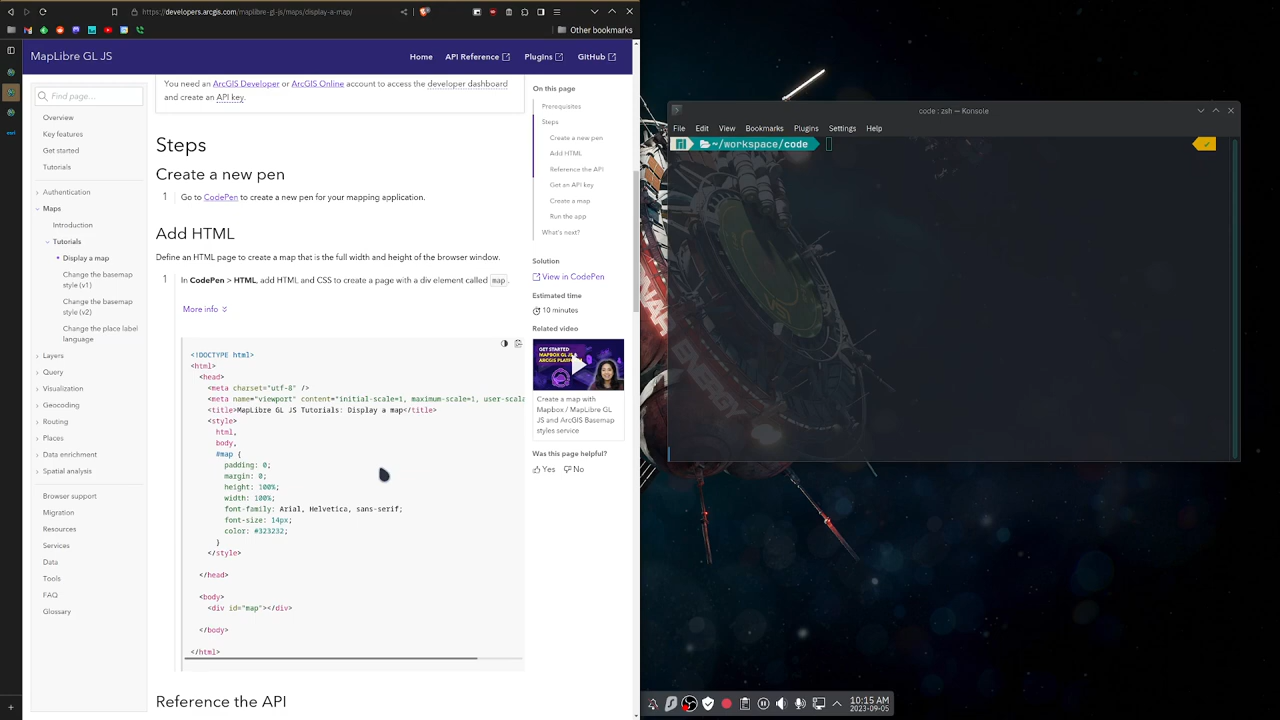 https://developers.arcgis.com/maplibre-gl-js/maps/display-a-map/
Other bookmarks
MapLibre GL JS
Home
API Reference
Plugins
GitHub
Find page...
Overview
Key features
Get started
Tutorials
Authentication
Maps
Introduction
Tutorials
Display a map
Change the basemap
style (v1)
Change the basemap
style (v2)
Change the place label
language
Layers
Query
Visualization
Geocoding
Routing
Places
Data enrichment
Spatial analysis
Browser support
Migration
Resources
Services
Data
Tools
FAQ
Glossary
You need an ArcGIS Developer or ArcGIS Online account to access the developer dashboard
and create an API key.
Steps
Create a new pen
1 Go to CodePen to create a new pen for your mapping application.
Add HTML
Define an HTML page to create a map that is the full width and height of the browser window.
1 In CodePen > HTML, add HTML and CSS to create a page with a div element called map.
More info
<!DOCTYPE html>
<html>
<head>
<meta charset="utf-8" />
<meta name="viewport" content="initial-scale=1, maximum-scale=1, user-scala
<title>MapLibre GL JS Tutorials: Display a map</title>
<style>
html,
body,
#map {
padding: 0;
margin: 0;
height: 100%;
width: 100%;
font-family: Arial, Helvetica, sans-serif;
font-size: 14px;
color: #323232;
}
</style>
</head>
<body>
<div id="map"></div>
</body>
</html>
Reference the API
On this page
Prerequisites
Steps
Create a new pen
Add HTML
Reference the API
Get an API key
Create a map
Run the app
What's next?
Solution
View in CodePen
Estimated time
10 minutes
Related video
GET STARTED
MAPBOX GL JS
ARCGIS PLATFORM
Create a map with
Mapbox / MapLibre GL
JS and ArcGIS Basemap
styles service
Was this page helpful?
Yes
No
code : zsh — Konsole
File Edit View Bookmarks Plugins Settings Help
~/workspace/code
10:15 AM
2023-09-05